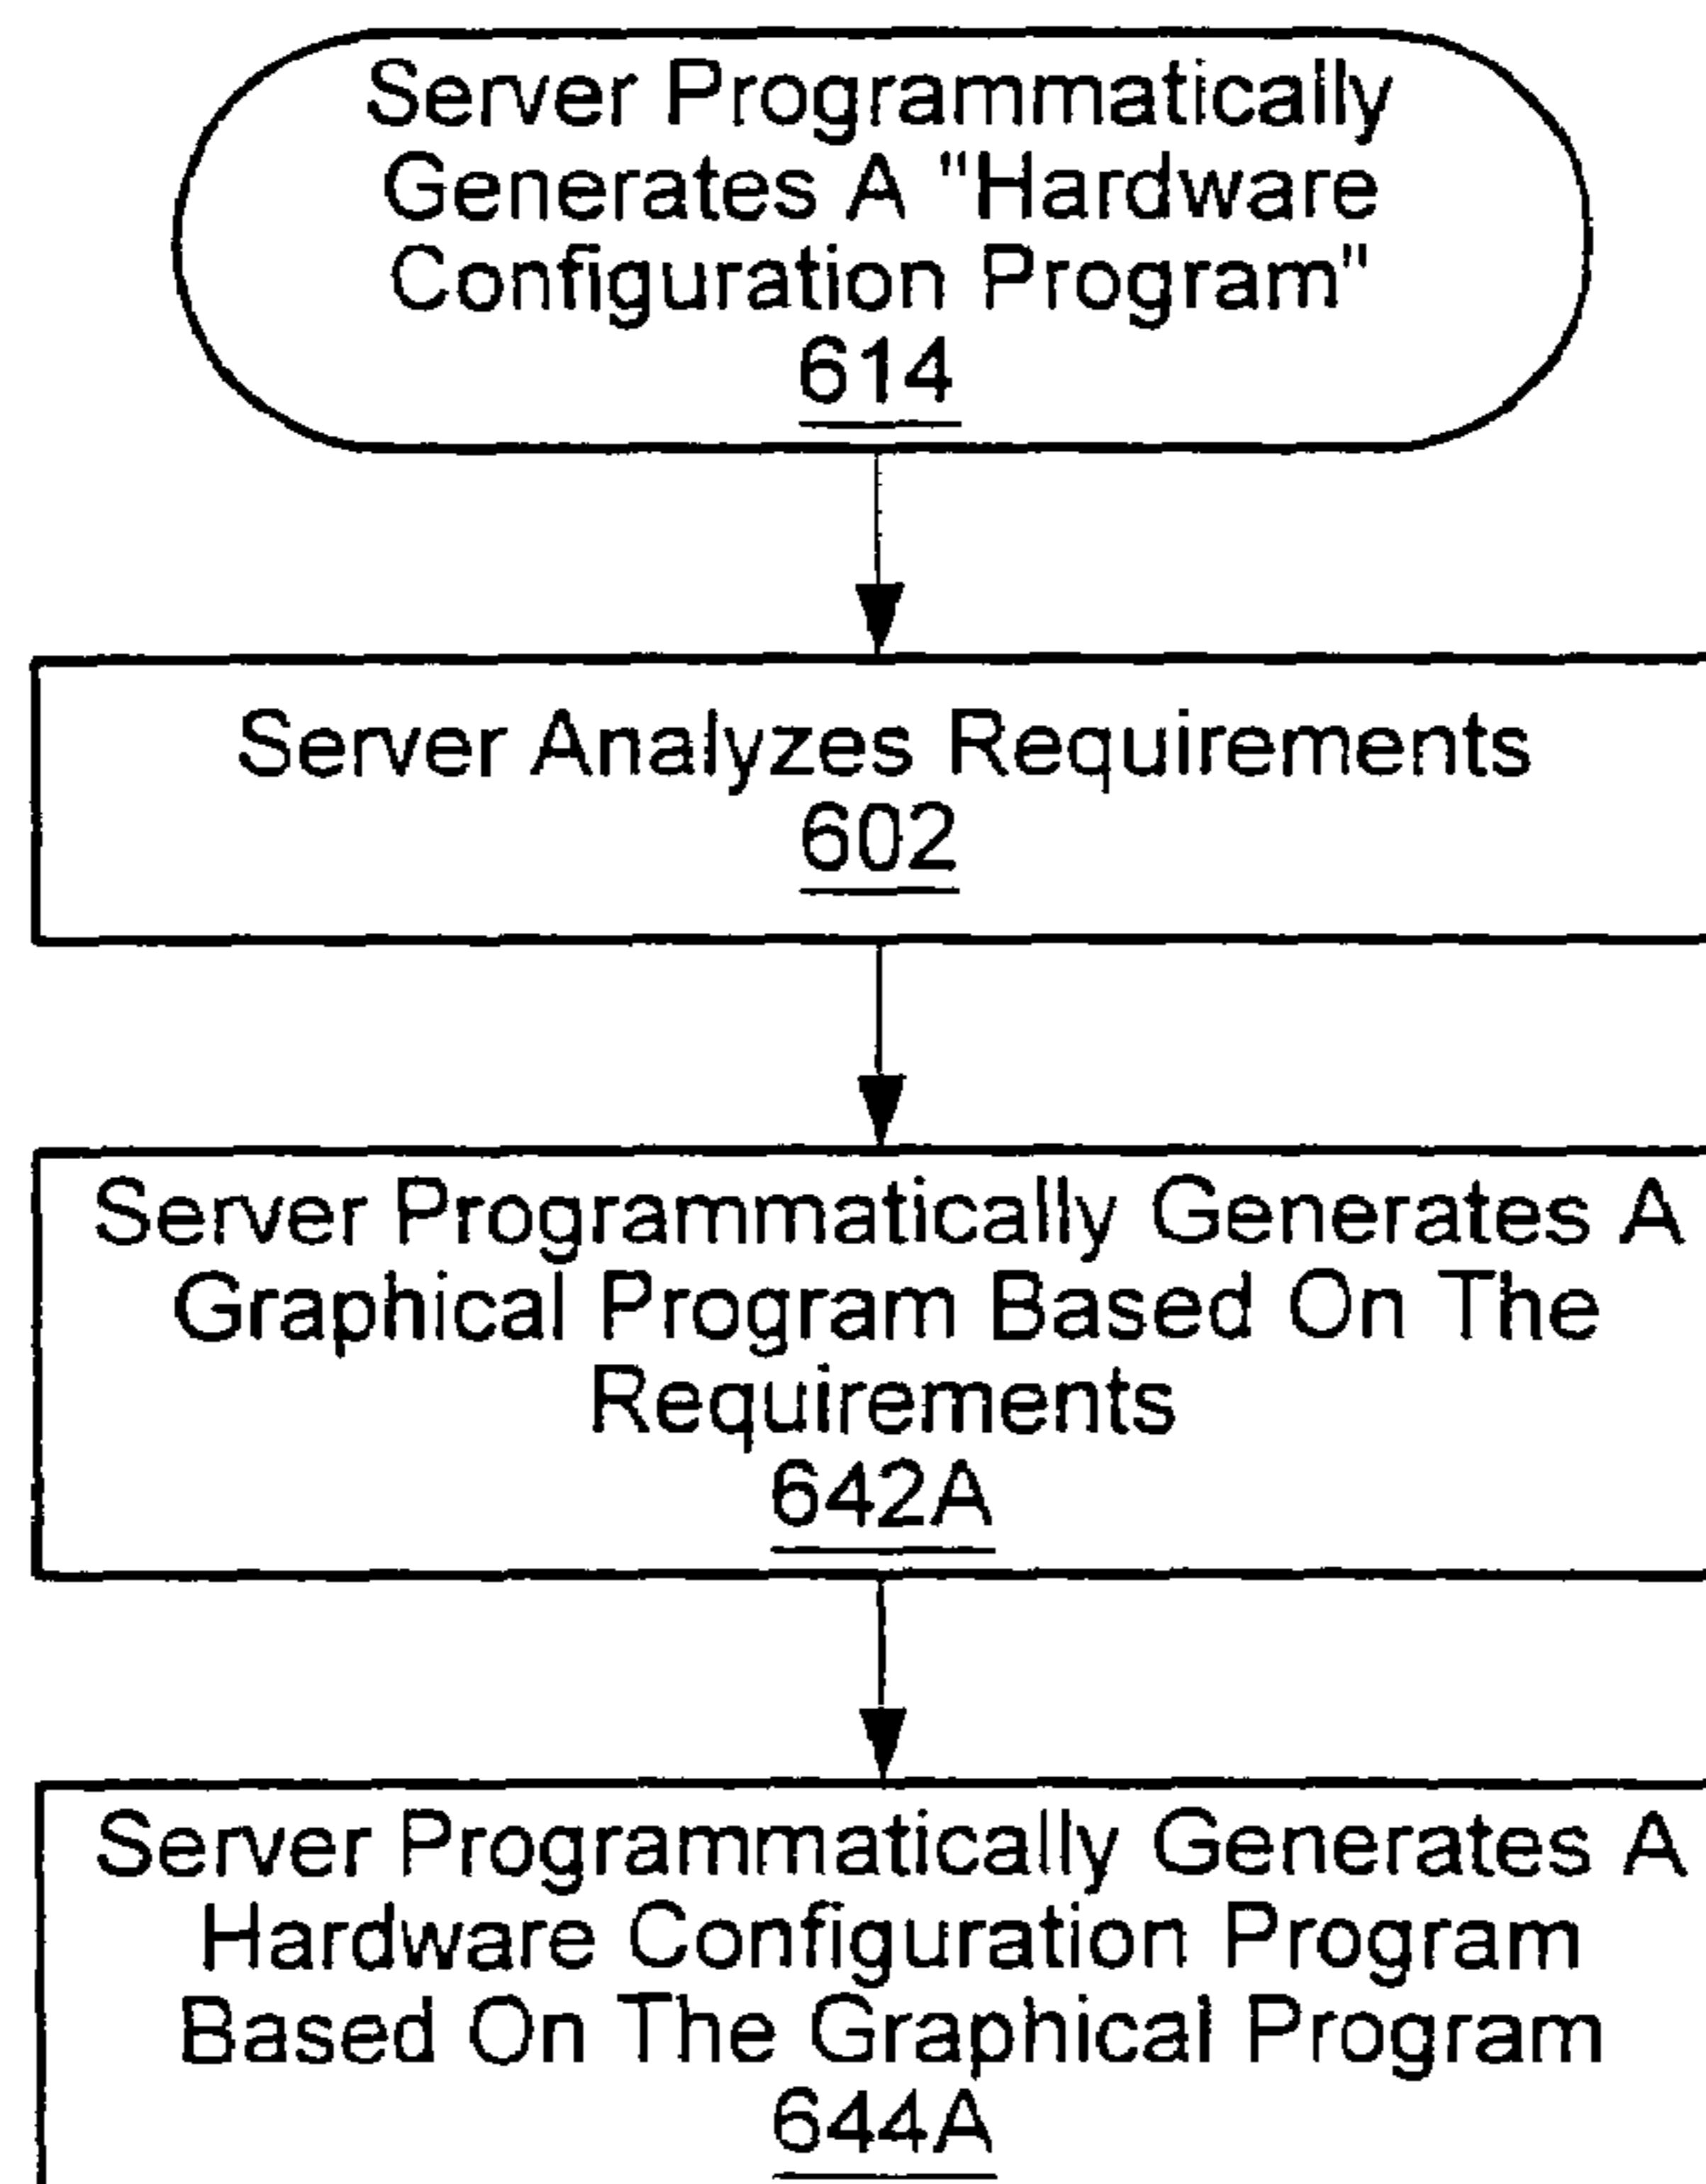 Server Programmatically
Generates A "Hardware
Configuration Program"
614
Server Analyzes Requirements
602
Server Programmatically Generates A
Graphical Program Based On The
Requirements
642A
Server Programmatically Generates A
Hardware Configuration Program
Based On The Graphical Program
644A